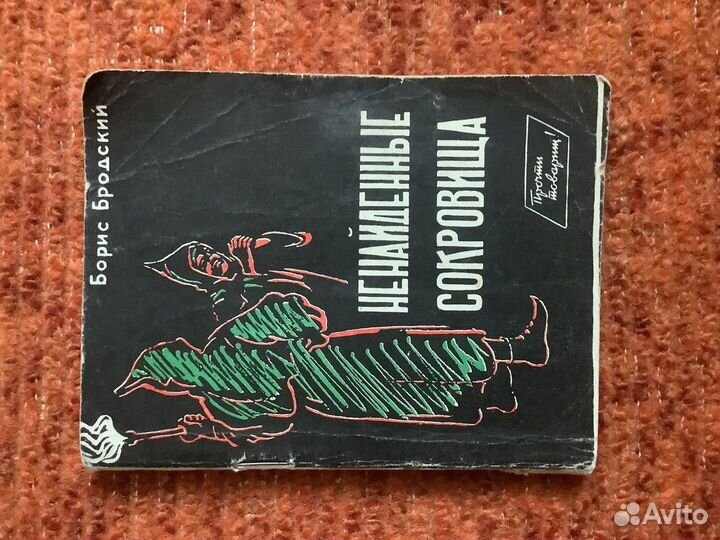 Борис Бродский
НЕНАЙДЕННЫЕ
СОКРОВИЩА
Прочти
товарищ!
Avito